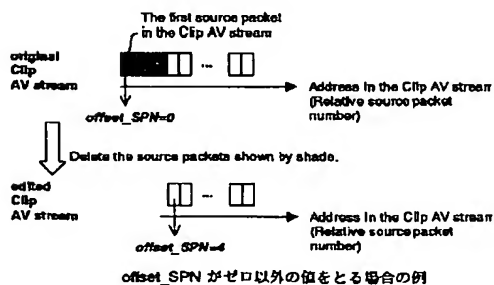 The first source packet
in the Clip AV stream
original
Clip
AV stream
...
Address in the Clip AV stream
(Relative source packet
number)
offset_SPN=0
Delete the source packets shown by shade.
edited
Clip
AV stream
...
Address in the Clip AV stream
(Relative source packet
number)
offset_SPN=4
offset_SPN がゼロ以外の値をとる場合の例